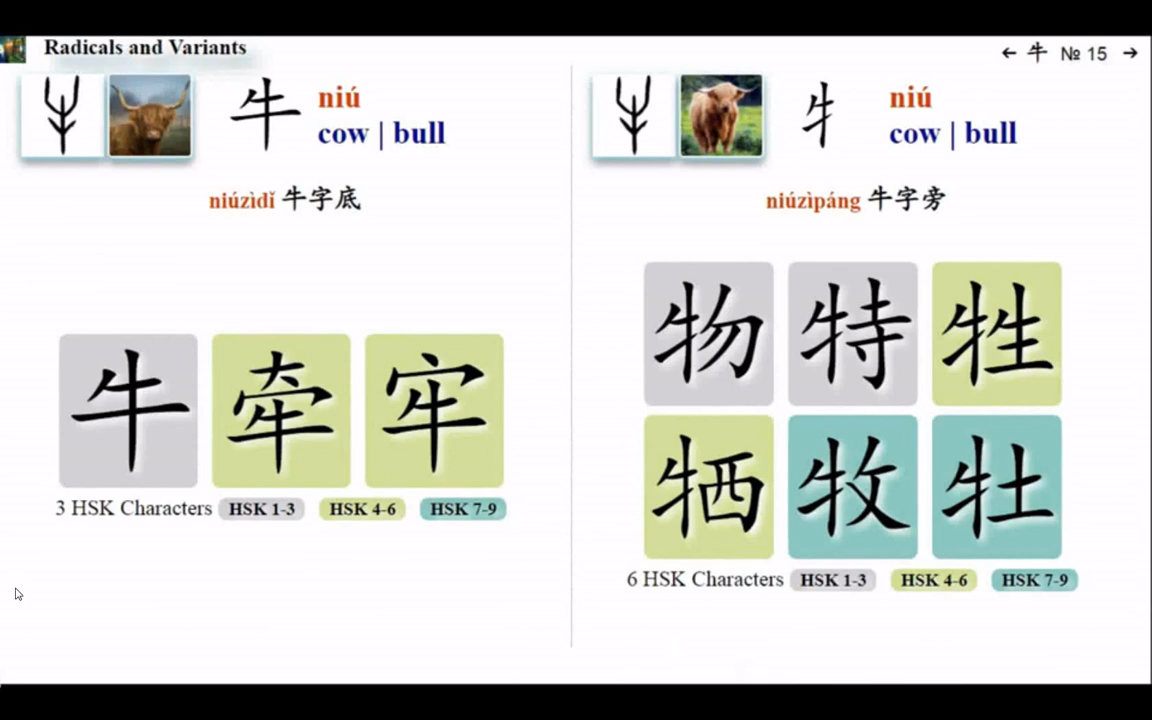 Radicals and Variants
← 牛 № 15 →
牛 niú
cow | bull
niúzìdǐ 牛字底
牛 牵 牢
3 HSK Characters HSK 1-3 HSK 4-6 HSK 7-9
牜 niú
cow | bull
niúzìpáng 牛字旁
物 特 牲
牺 牧 牡
6 HSK Characters HSK 1-3 HSK 4-6 HSK 7-9